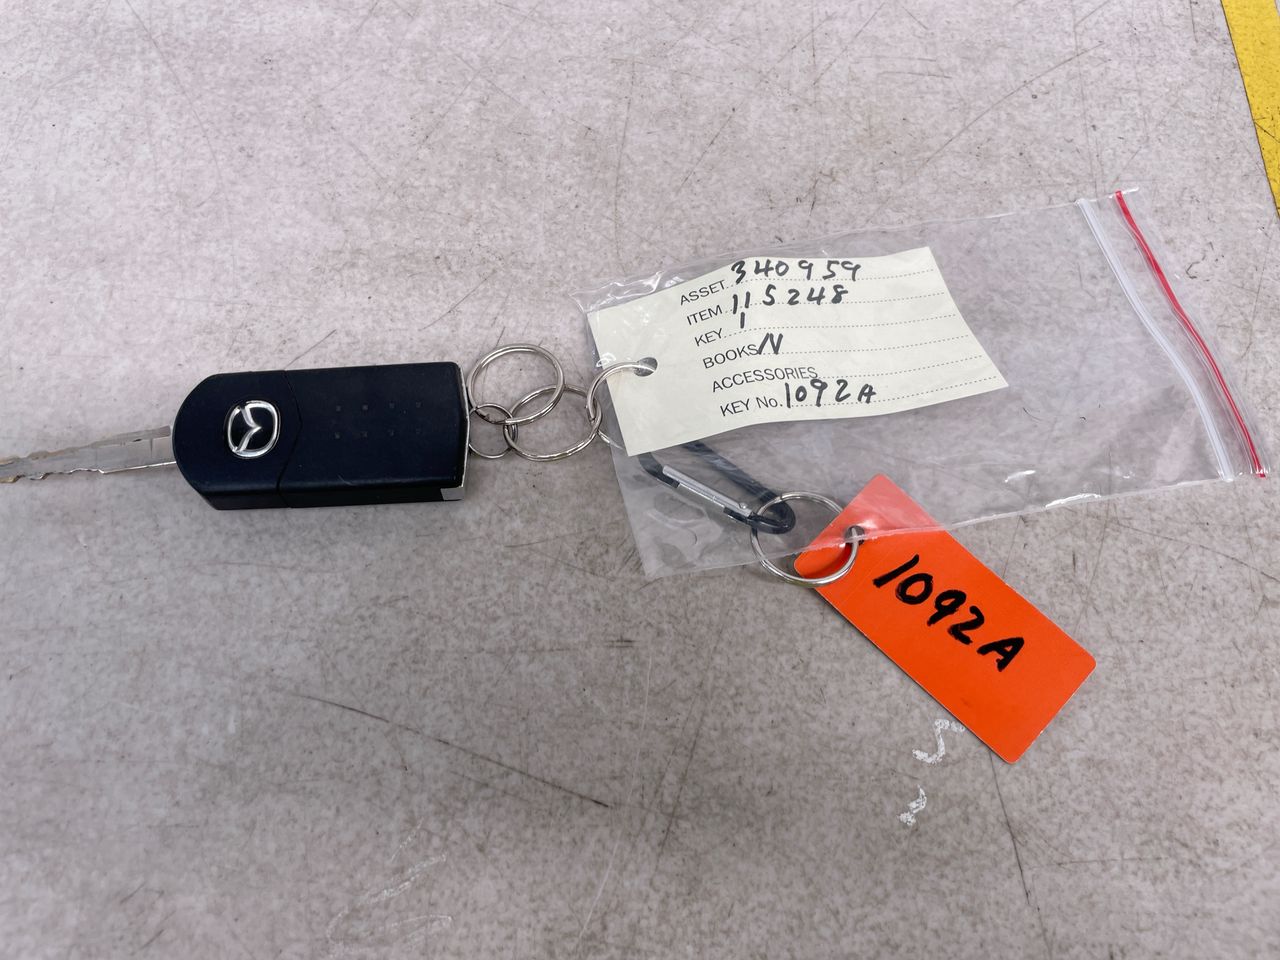 ASSET 340959
ITEM 115248
KEY 1
BOOKS N
ACCESSORIES
KEY No. 1092A
1092A